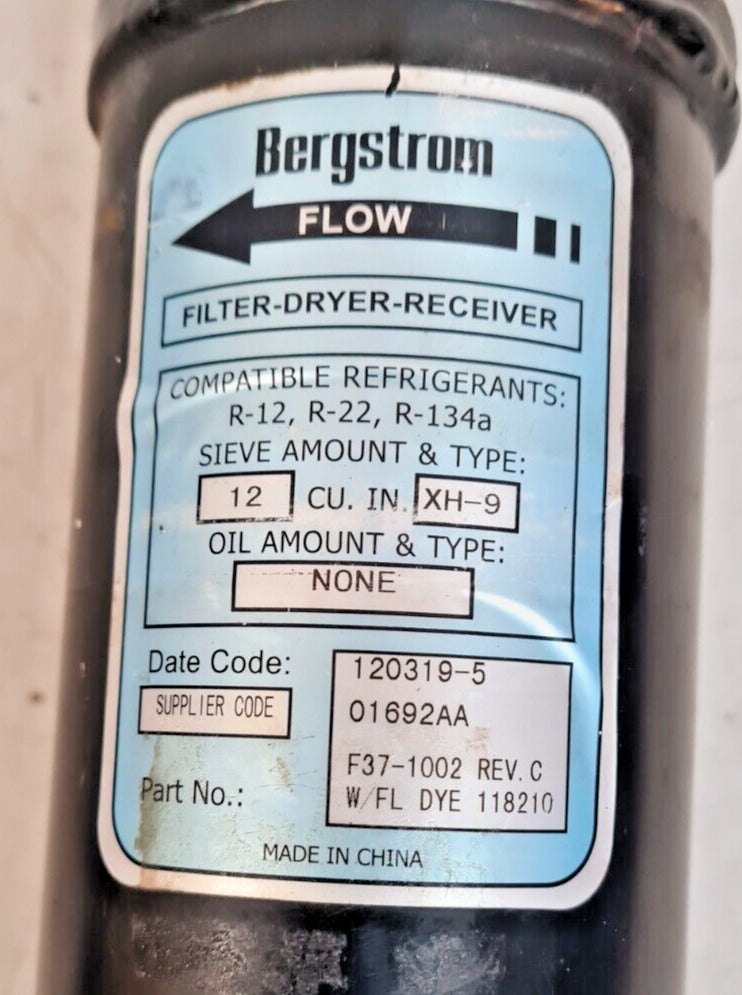 Bergstrom
FLOW
FILTER-DRYER-RECEIVER
COMPATIBLE REFRIGERANTS:
R-12, R-22, R-134a
SIEVE AMOUNT & TYPE:
12 CU. IN. XH-9
OIL AMOUNT & TYPE:
NONE
Date Code: 120319-5
SUPPLIER CODE 01692AA
F37-1002 REV.C
Part No.: W/FL DYE 118210
MADE IN CHINA